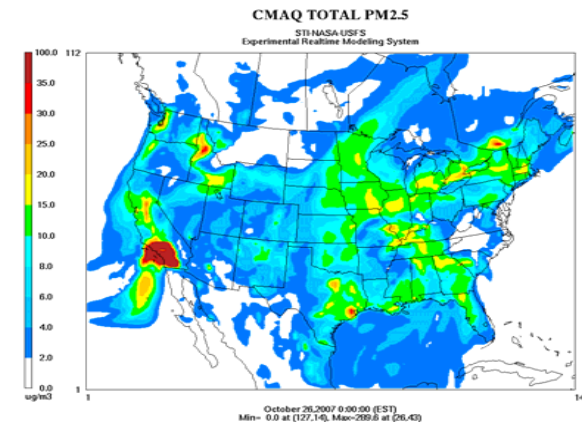 CMAQ TOTAL PM2.5
STI-NASA-USFS
Experimental Realtime Modeling System
100.0
35.0
30.0
25.0
20.0
15.0
10.0
8.0
6.0
4.0
2.0
0.0
ug/m3
112
1
1
14
October 26,2007 0:00:00 (EST)
Min= 0.0 at (127,14), Max=289.6 at (26,43)